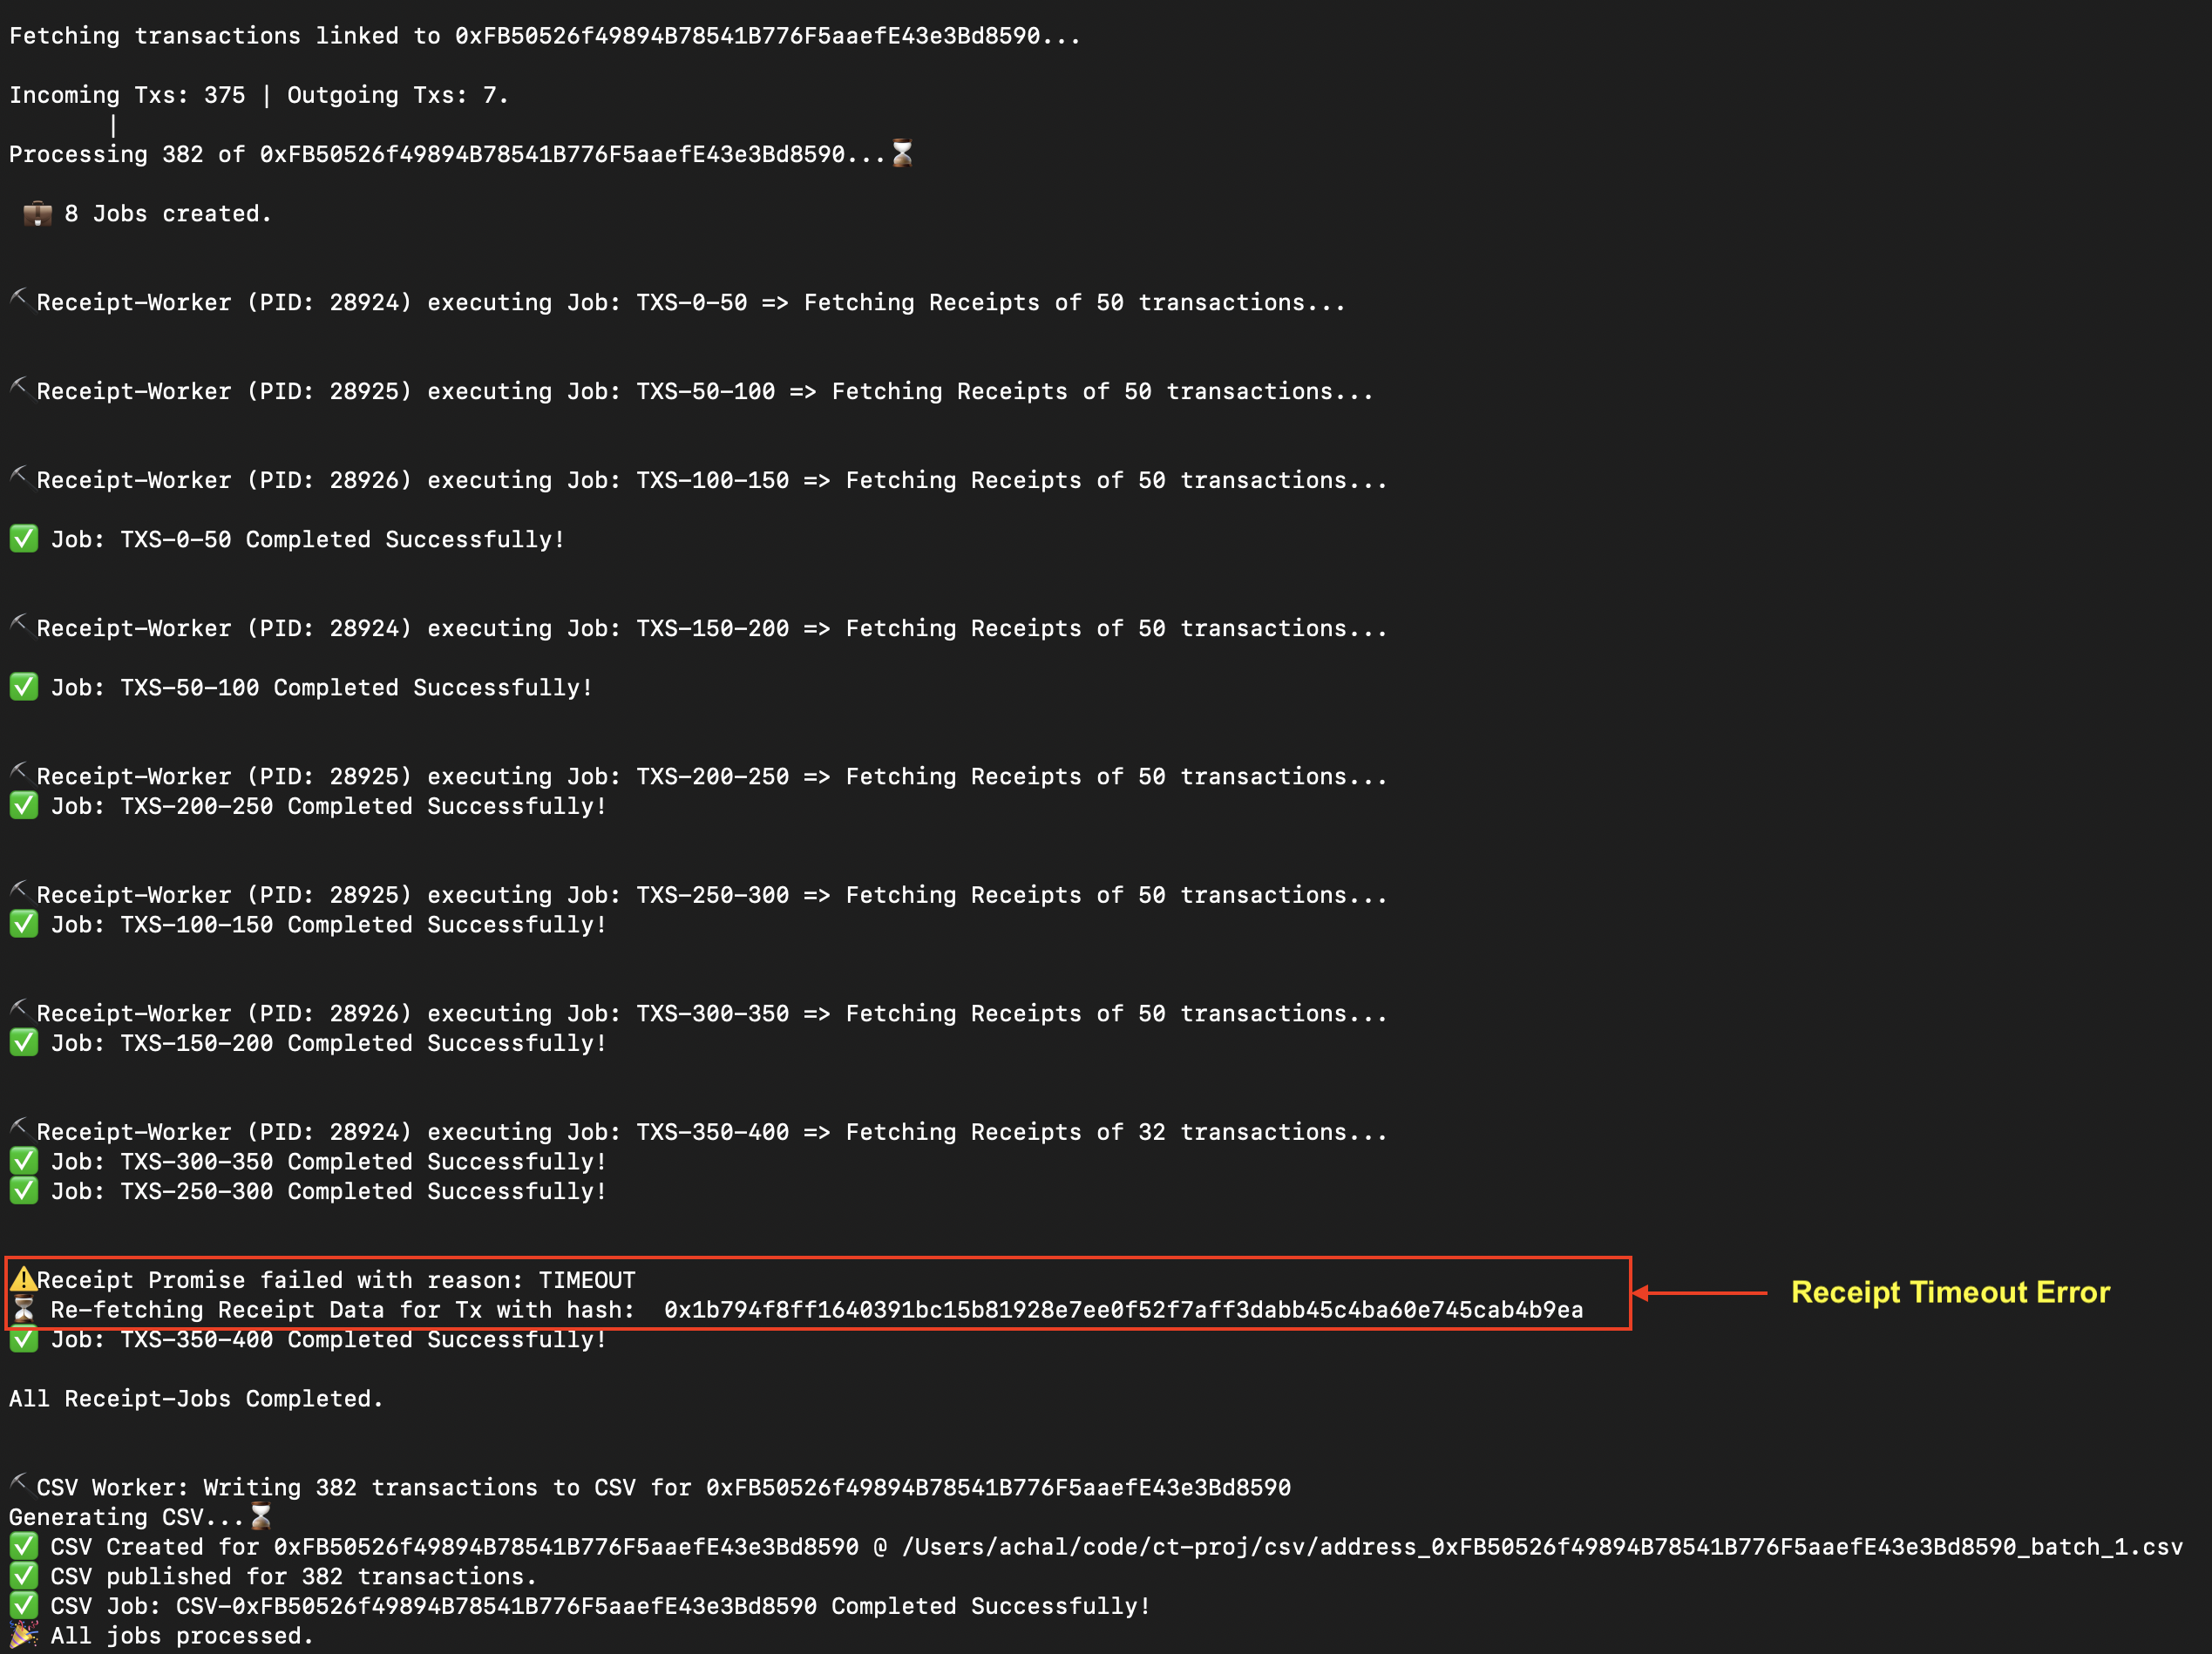 Fetching transactions linked to 0xFB50526f49894B78541B776F5aaefE43e3Bd8590...
Incoming Txs: 375 | Outgoing Txs: 7.
|
Processing 382 of 0xFB50526f49894B78541B776F5aaefE43e3Bd8590...⏳
💼 8 Jobs created.
⛏Receipt-Worker (PID: 28924) executing Job: TXS-0-50 => Fetching Receipts of 50 transactions...
⛏Receipt-Worker (PID: 28925) executing Job: TXS-50-100 => Fetching Receipts of 50 transactions...
⛏Receipt-Worker (PID: 28926) executing Job: TXS-100-150 => Fetching Receipts of 50 transactions...
✅ Job: TXS-0-50 Completed Successfully!
⛏Receipt-Worker (PID: 28924) executing Job: TXS-150-200 => Fetching Receipts of 50 transactions...
✅ Job: TXS-50-100 Completed Successfully!
⛏Receipt-Worker (PID: 28925) executing Job: TXS-200-250 => Fetching Receipts of 50 transactions...
✅ Job: TXS-200-250 Completed Successfully!
⛏Receipt-Worker (PID: 28925) executing Job: TXS-250-300 => Fetching Receipts of 50 transactions...
✅ Job: TXS-100-150 Completed Successfully!
⛏Receipt-Worker (PID: 28926) executing Job: TXS-300-350 => Fetching Receipts of 50 transactions...
✅ Job: TXS-150-200 Completed Successfully!
⛏Receipt-Worker (PID: 28924) executing Job: TXS-350-400 => Fetching Receipts of 32 transactions...
✅ Job: TXS-300-350 Completed Successfully!
✅ Job: TXS-250-300 Completed Successfully!
⚠️Receipt Promise failed with reason: TIMEOUT
⏳ Re-fetching Receipt Data for Tx with hash:  0x1b794f8ff1640391bc15b81928e7ee0f52f7aff3dabb45c4ba60e745cab4b9ea
Receipt Timeout Error
✅ Job: TXS-350-400 Completed Successfully!
All Receipt-Jobs Completed.
⛏CSV Worker: Writing 382 transactions to CSV for 0xFB50526f49894B78541B776F5aaefE43e3Bd8590
Generating CSV...⏳
✅ CSV Created for 0xFB50526f49894B78541B776F5aaefE43e3Bd8590 @ /Users/achal/code/ct-proj/csv/address_0xFB50526f49894B78541B776F5aaefE43e3Bd8590_batch_1.csv
✅ CSV published for 382 transactions.
✅ CSV Job: CSV-0xFB50526f49894B78541B776F5aaefE43e3Bd8590 Completed Successfully!
🎉 All jobs processed.